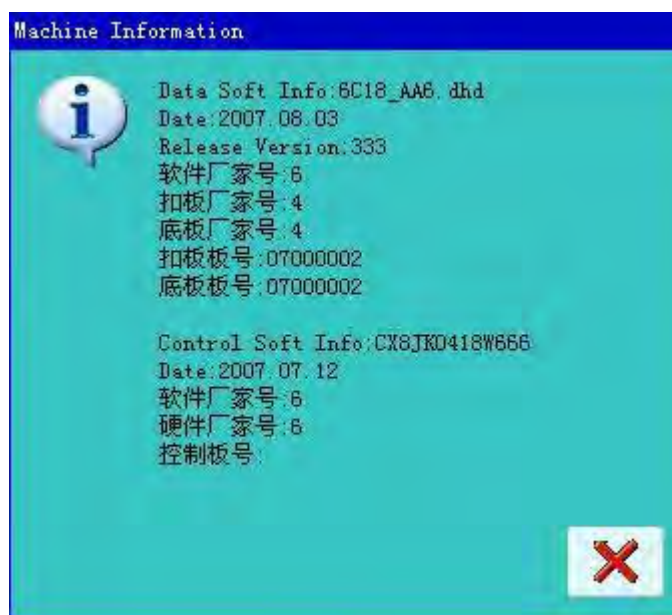 Machine Information
Data Soft Info:6C18_AA6.dhd
Date:2007.08.03
Release Version:333
软件厂家号:6
扣板厂家号:4
底板厂家号:4
扣板板号:07000002
底板板号:07000002
Control Soft Info:CX8JK0418W666
Date:2007.07.12
软件厂家号:6
硬件厂家号:6
控制板号: